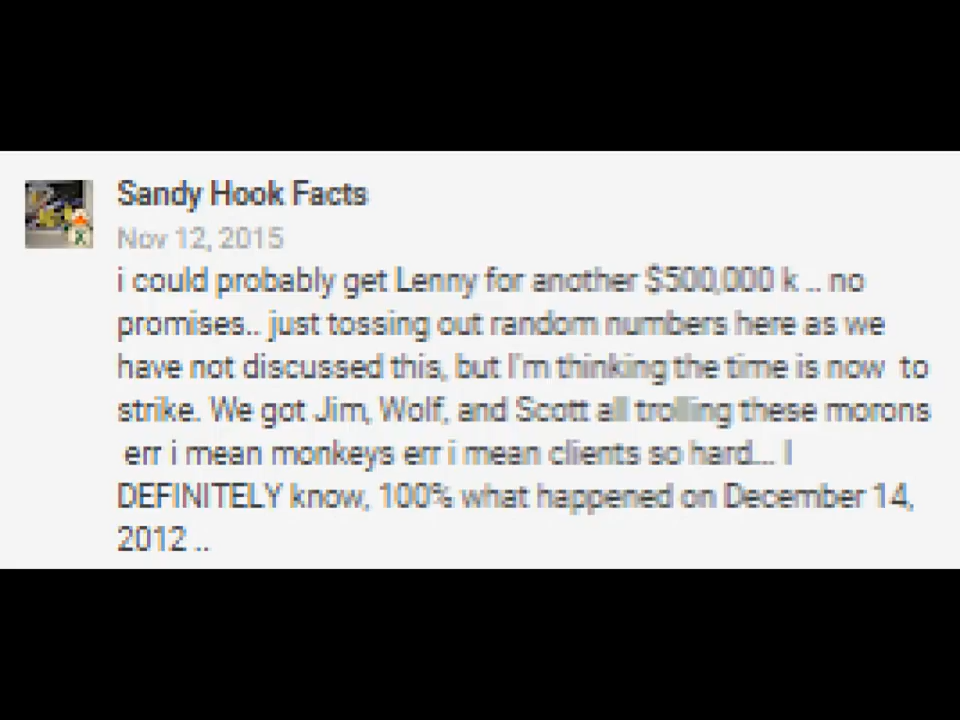 Sandy Hook Facts
Nov 12, 2015
i could probably get Lenny for another $500,000 k .. no
promises.. just tossing out random numbers here as we
have not discussed this, but I'm thinking the time is now to
strike. We got Jim, Wolf, and Scott all trolling these morons
err i mean monkeys err i mean clients so hard... I
DEFINITELY know, 100% what happened on December 14,
2012 ..